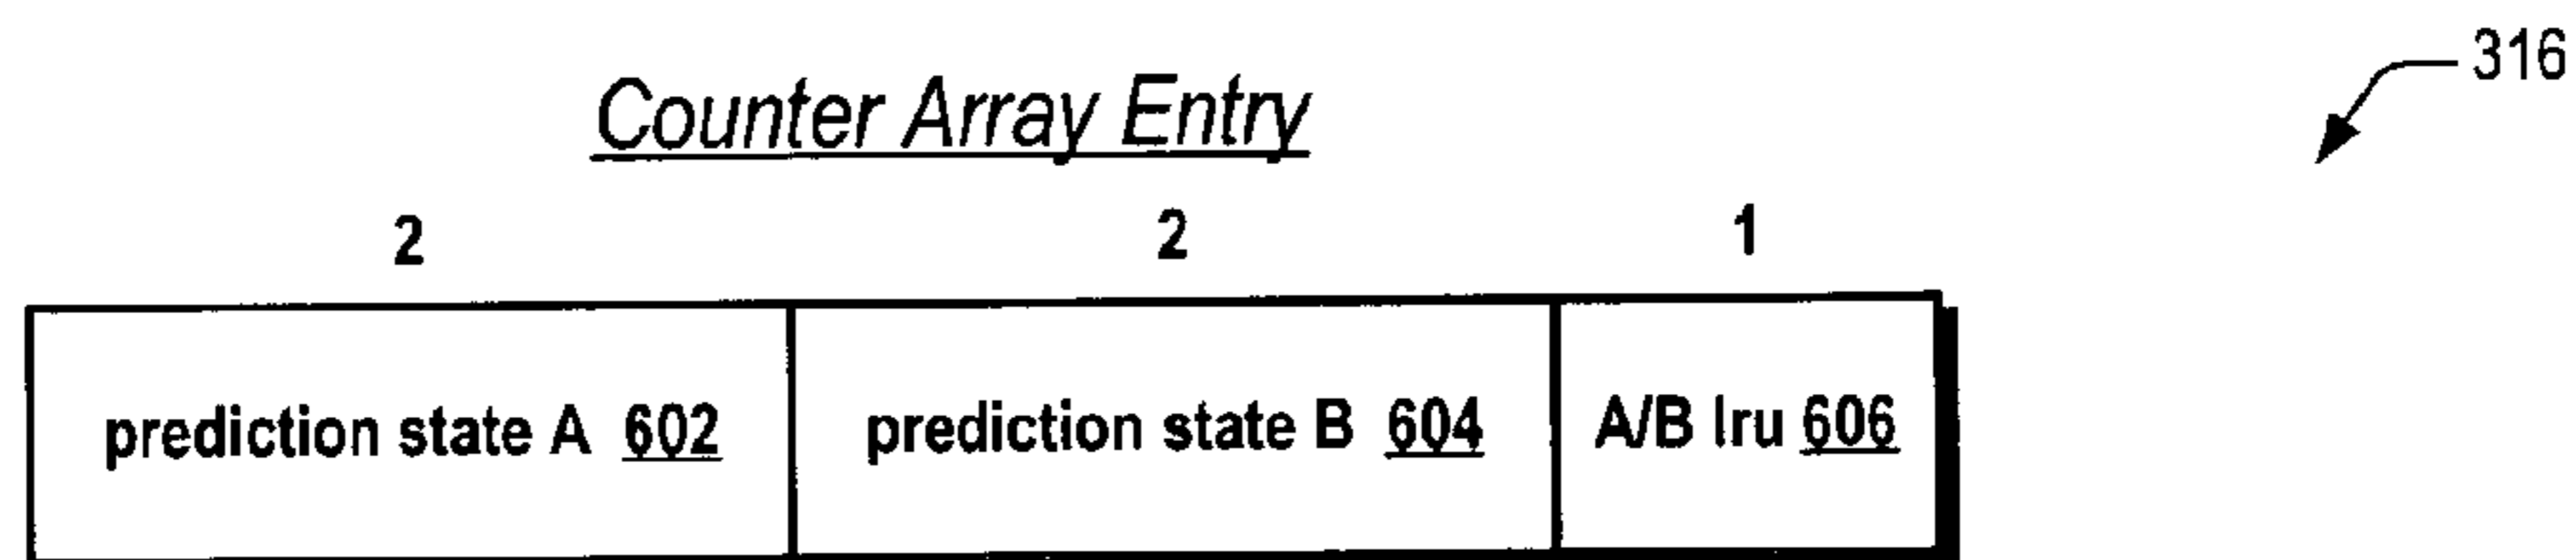 316
Counter Array Entry
2 2 1
prediction state A 602 prediction state B 604 A/B lru 606